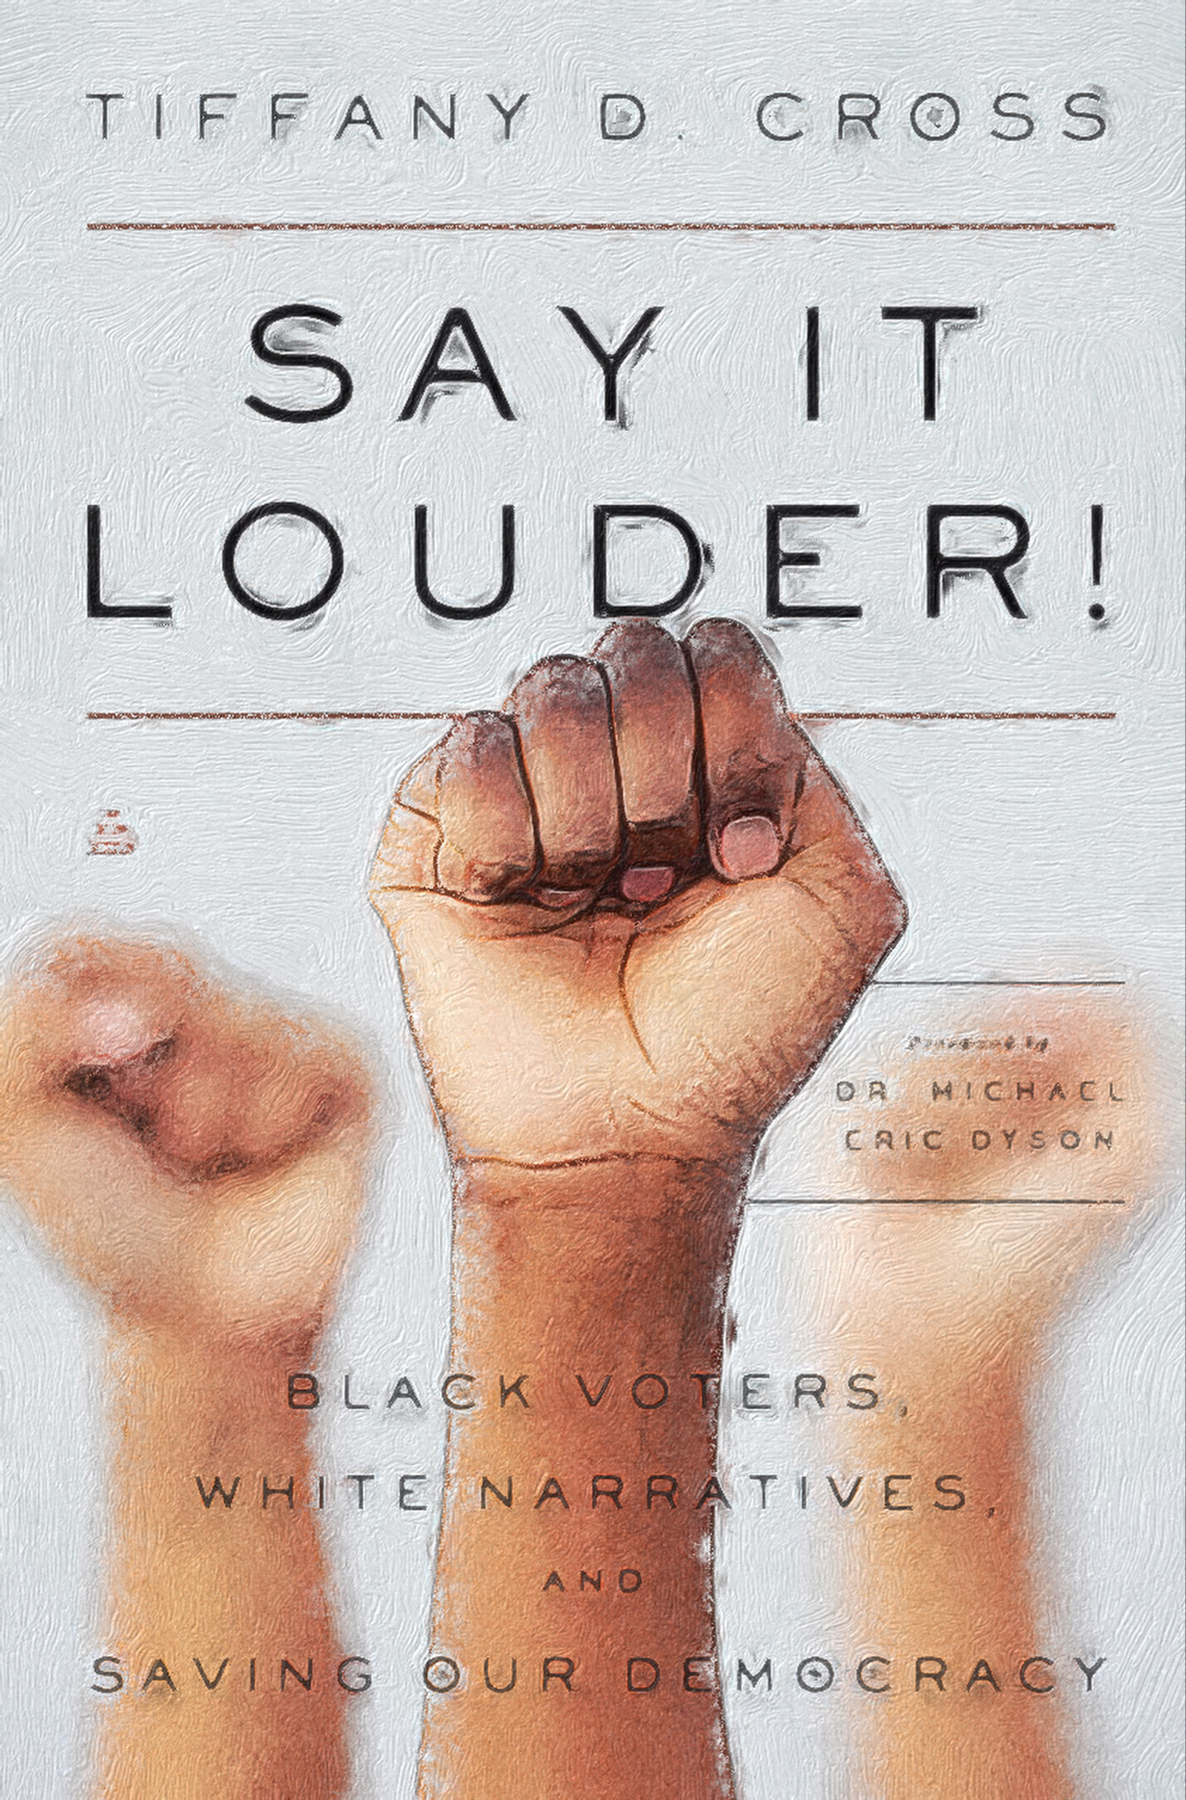 TIFFANY D. CROSS
SAY IT
LOUDER!
DR. MICHAEL
ERIC DYSON
BLACK VOTERS,
WHITE NARRATIVES,
AND
SAVING OUR DEMOCRACY